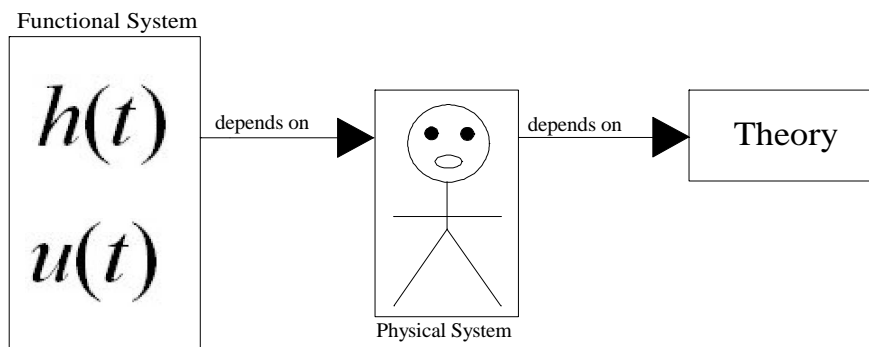 Functional System
h(t)
u(t)
depends on
Physical System
depends on
Theory